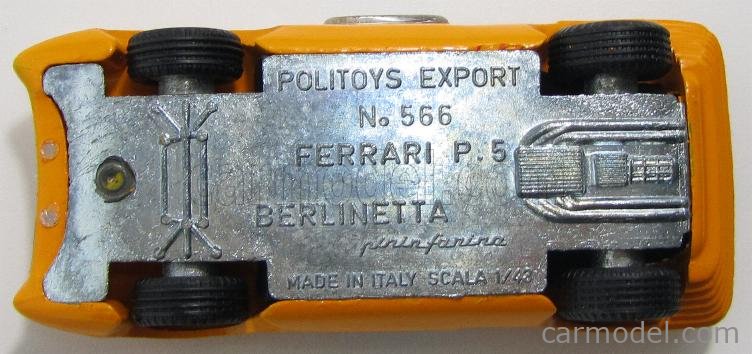 POLITOYS EXPORT
No. 566
FERRARI P.5
BERLINETTA
pininfarina
MADE IN ITALY SCALA 1/43
carmodel.com